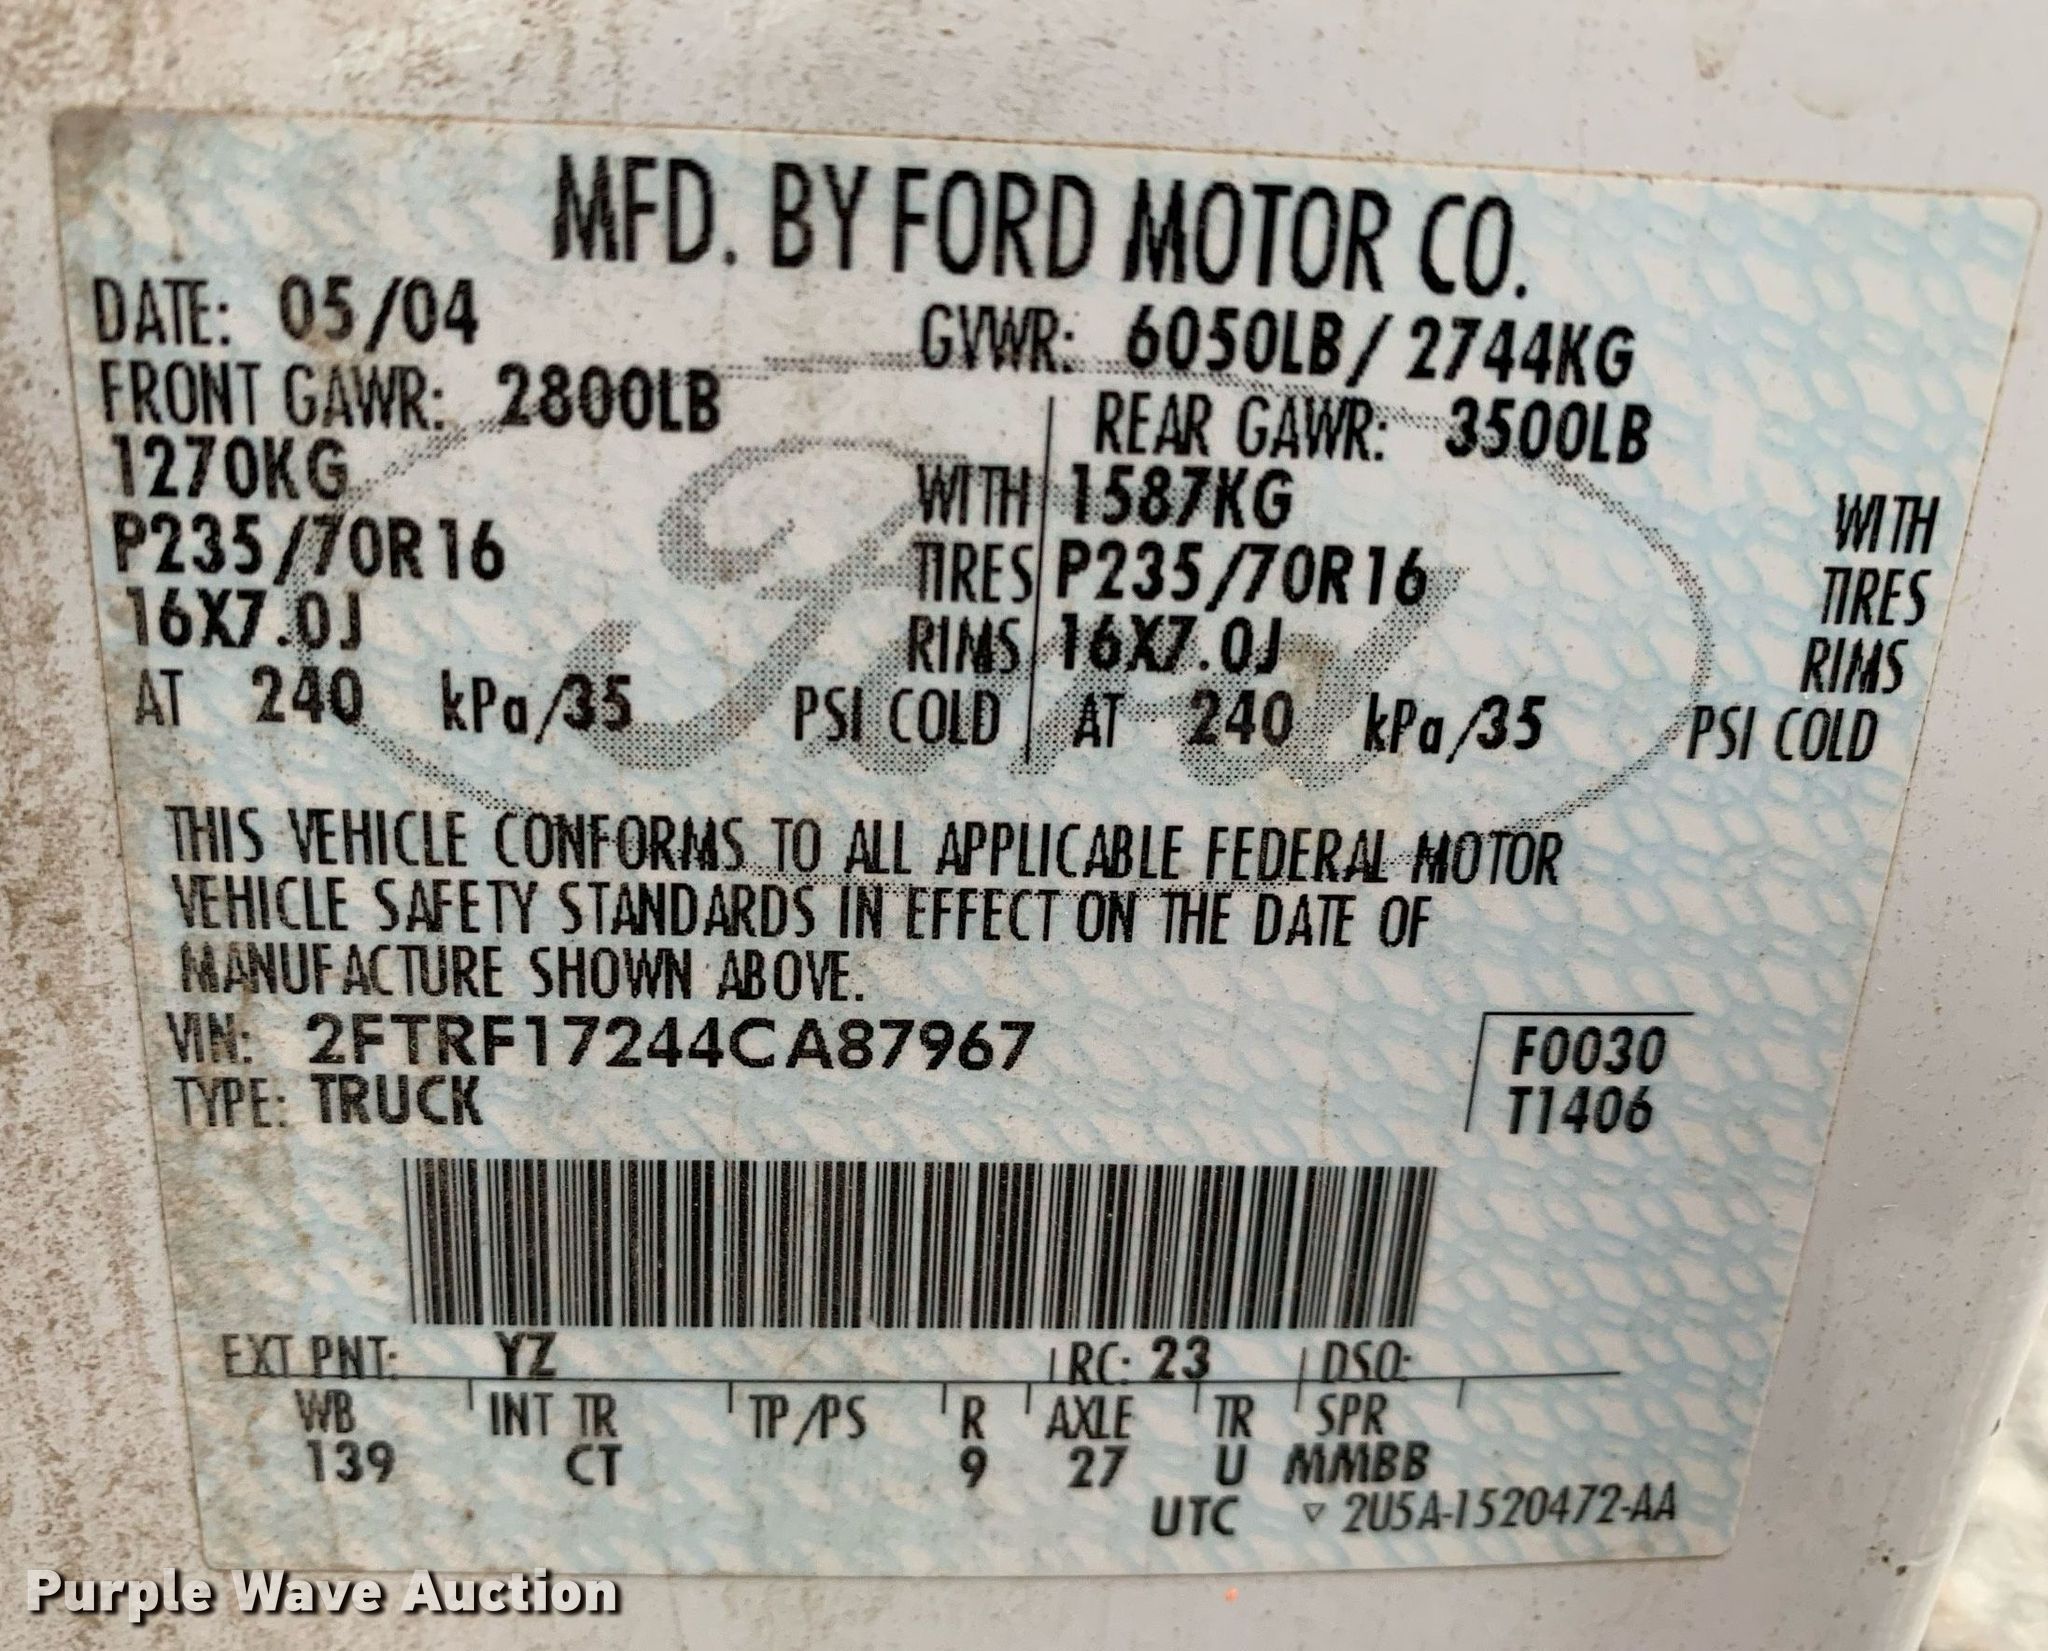 MFD. BY FORD MOTOR CO.
DATE: 05/04 GVWR: 6050LB/2744KG
FRONT GAWR: 2800LB REAR GAWR: 3500LB
1270KG WITH 1587KG WITH
P235/70R16 TIRES P235/70R16 TIRES
16X7.0J RIMS 16X7.0J RIMS
AT 240 kPa/35 PSI COLD AT 240 kPa/35 PSI COLD
Ford
THIS VEHICLE CONFORMS TO ALL APPLICABLE FEDERAL MOTOR
VEHICLE SAFETY STANDARDS IN EFFECT ON THE DATE OF
MANUFACTURE SHOWN ABOVE.
VIN: 2FTRF17244CA87967 F0030
TYPE: TRUCK T1406
EXT PNT: YZ RC: 23 DSO:
WB INT TR TP/PS R AXLE TR SPR
139 CT 9 27 U MMBB
UTC ▽ 2U5A-1520472-AA
Purple Wave Auction